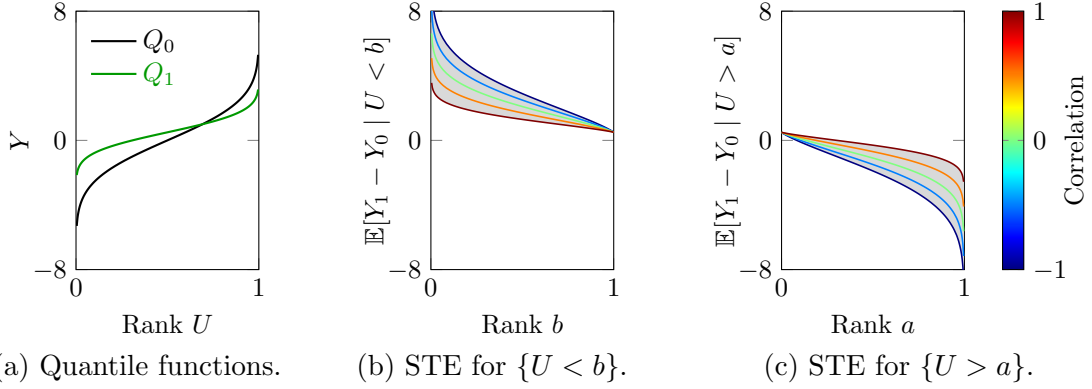 8
0
−8
Y
Q₀
Q₁
0
1
Rank U
a) Quantile functions.
8
0
−8
𝔼[Y₁ − Y₀ | U < b]
0
1
Rank b
(b) STE for {U < b}.
8
0
−8
𝔼[Y₁ − Y₀ | U > a]
0
1
Rank a
(c) STE for {U > a}.
1
0
−1
Correlation